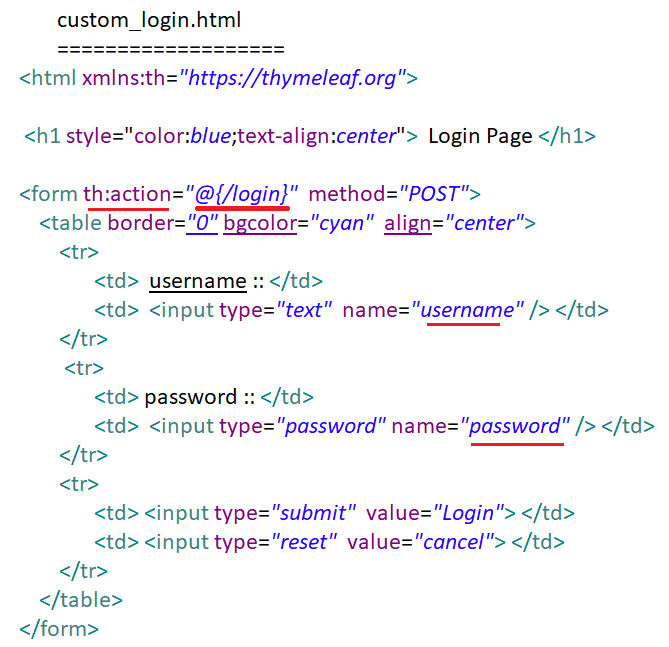 custom_login.html
===================
<html xmlns:th="https://thymeleaf.org">
<h1 style="color:blue;text-align:center"> Login Page </h1>
<form th:action="@{/login}" method="POST">
<table border="0" bgcolor="cyan" align="center">
<tr>
<td> username :: </td>
<td> <input type="text" name="username" /> </td>
</tr>
<tr>
<td> password :: </td>
<td> <input type="password" name="password" /> </td>
</tr>
<tr>
<td> <input type="submit" value="Login"> </td>
<td> <input type="reset" value="cancel"> </td>
</tr>
</table>
</form>